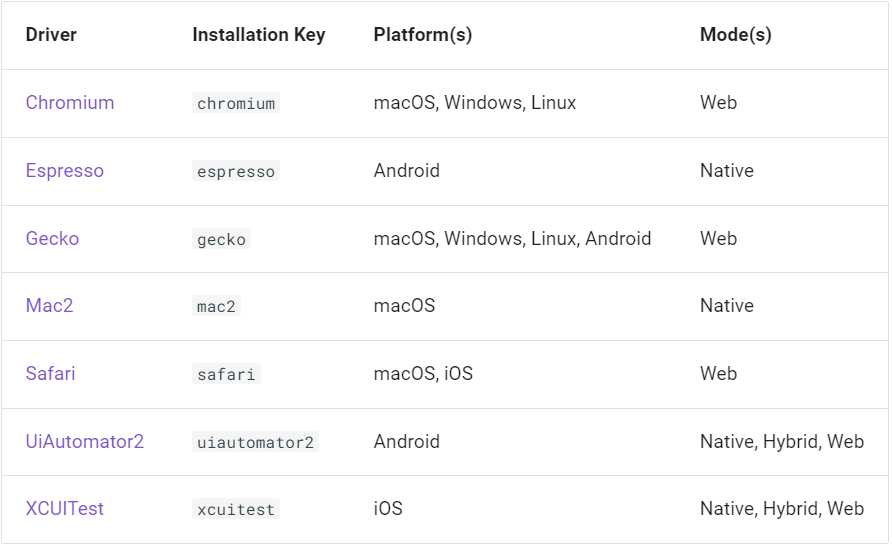 Driver Installation Key Platform(s) Mode(s)
Chromium chromium macOS, Windows, Linux Web
Espresso espresso Android Native
Gecko gecko macOS, Windows, Linux, Android Web
Mac2 mac2 macOS Native
Safari safari macOS, iOS Web
UiAutomator2 uiautomator2 Android Native, Hybrid, Web
XCUITest xcuitest iOS Native, Hybrid, Web